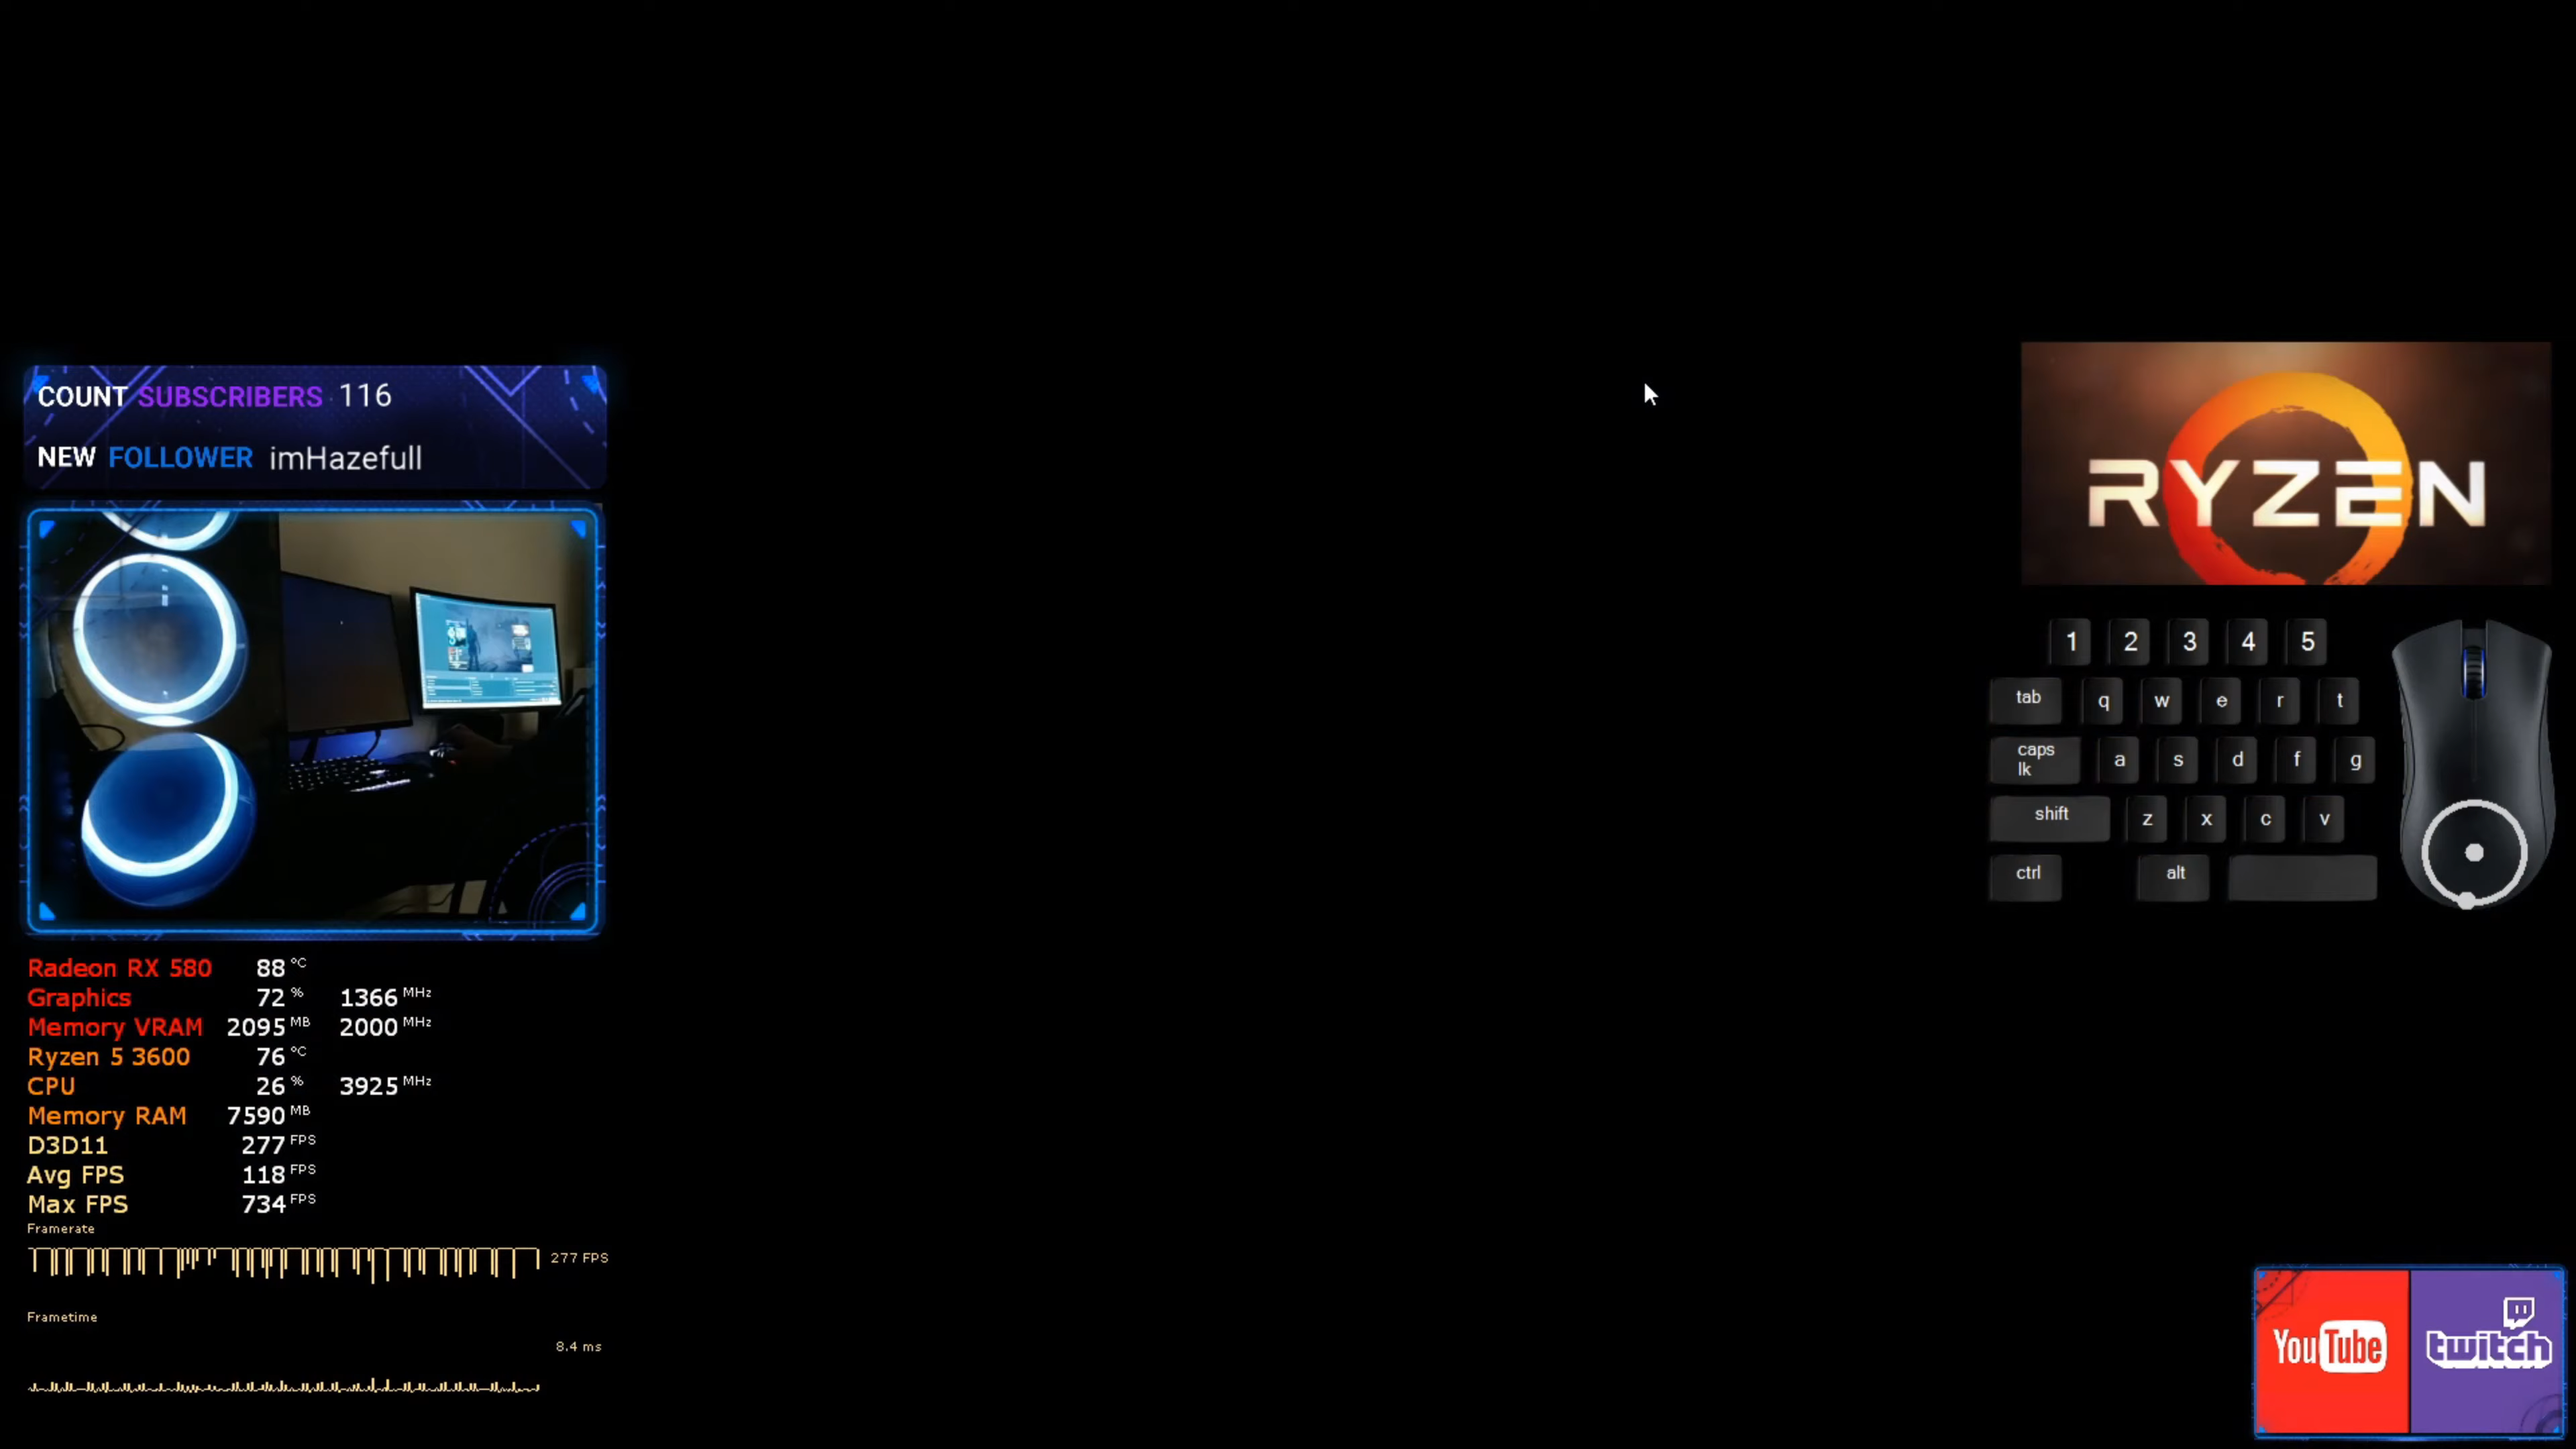 COUNT SUBSCRIBERS 116
NEW FOLLOWER imHazefull
Radeon RX 580 88 °C
Graphics 72 % 1366 MHz
Memory VRAM 2095 MB 2000 MHz
Ryzen 5 3600 76 °C
CPU 26 % 3925 MHz
Memory RAM 7590 MB
D3D11 277 FPS
Avg FPS 118 FPS
Max FPS 734 FPS
Framerate
277 FPS
Frametime
8.4 ms
RYZEN
1 2 3 4 5
tab q w e r t
caps
lk a s d f g
shift z x c v
ctrl alt
YouTube twitch